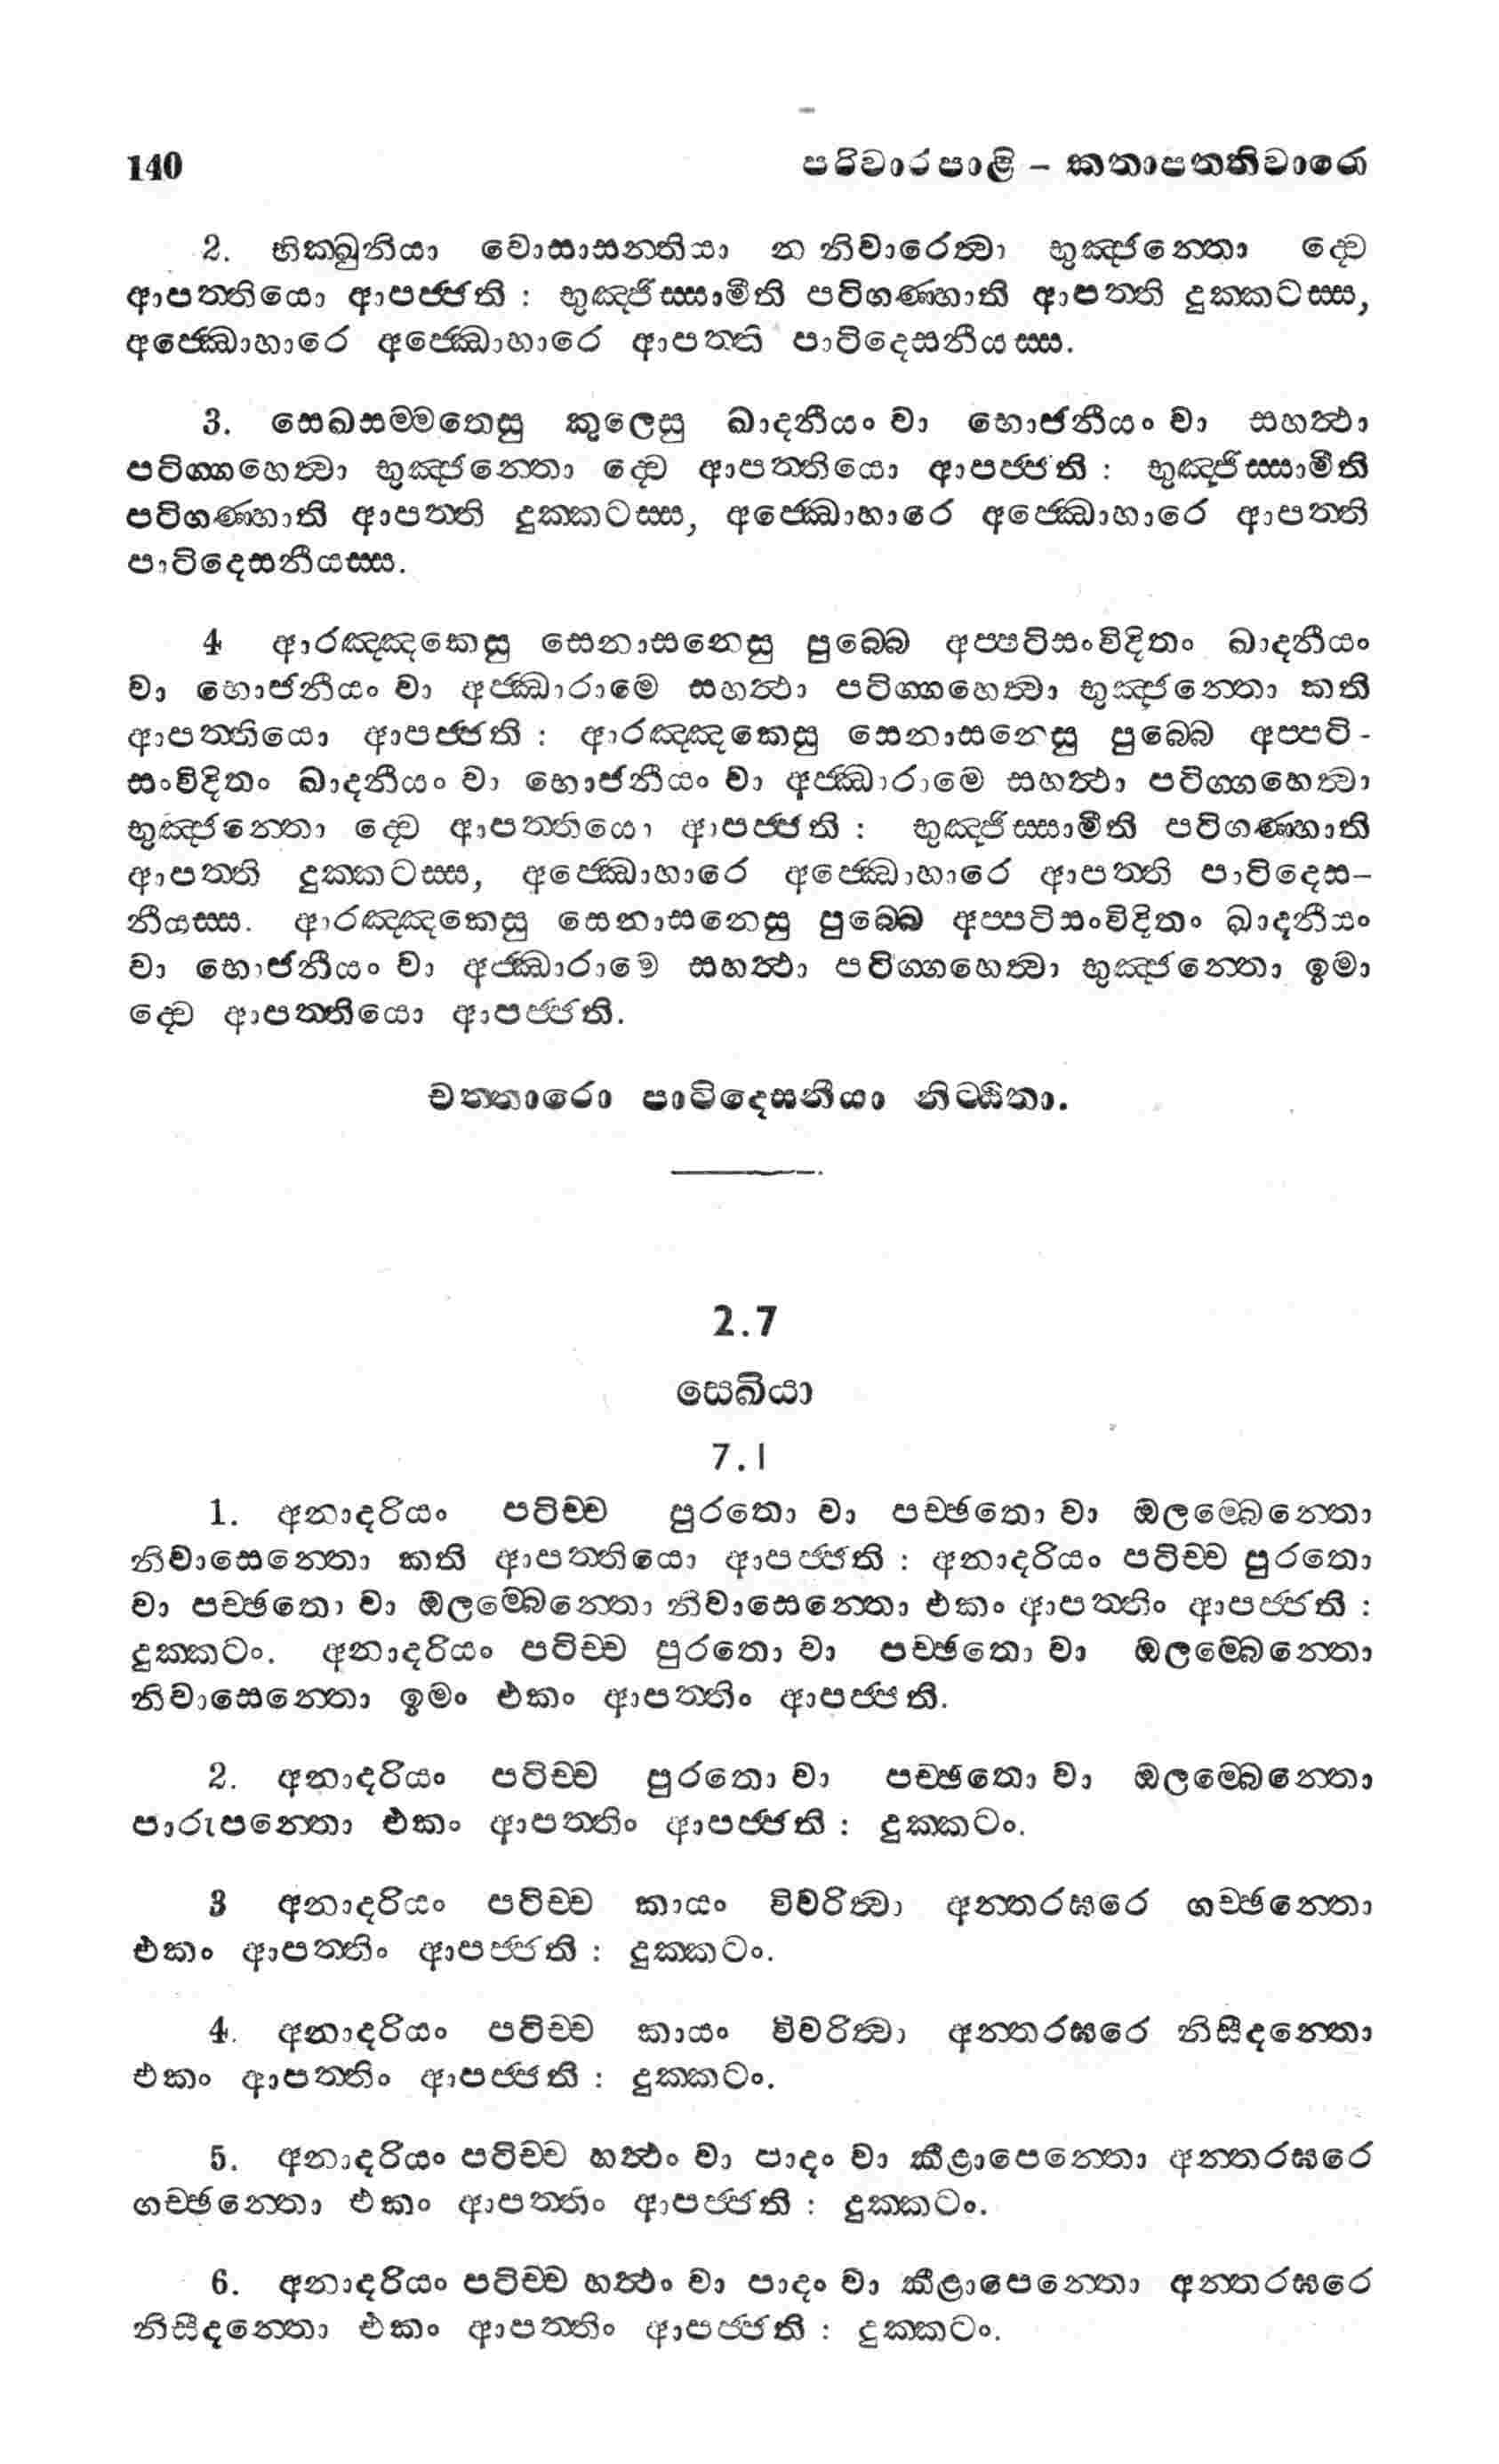 140 පරිවාරපාළි – කතාපත්තිවාරෙ
2. භික්ඛුනියා වොසාසන්තියා න නිවාරෙත්වා භුඤ්ජන්තො ද්වෙ
ආපත්තියො ආපජ්ජති : භුඤ්ජිස්සාමීති පටිගණ්හාති ආපත්ති දුක්කටස්ස,
අජ්ඣොහාරෙ අජ්ඣොහාරෙ ආපත්ති පාටිදෙසනීයස්ස.
3. සෙඛසම්මතෙසු කුලෙසු ඛාදනීයං වා භොජනීයං වා සහත්ථා
පටිග්ගහෙත්වා භුඤ්ජන්තො ද්වෙ ආපත්තියො ආපජ්ජති : භුඤ්ජිස්සාමීති
පටිගණ්හාති ආපත්ති දුක්කටස්ස, අජ්ඣොහාරෙ අජ්ඣොහාරෙ ආපත්ති
පාටිදෙසනීයස්ස.
4 ආරඤ්ඤකෙසු සෙනාසනෙසු පුබ්බෙ අප්පටිසංවිදිතං ඛාදනීයං
වා භොජනීයං වා අජ්ඣාරාමෙ සහත්ථා පටිග්ගහෙත්වා භුඤ්ජන්තො කති
ආපත්තියො ආපජ්ජති : ආරඤ්ඤකෙසු සෙනාසනෙසු පුබ්බෙ අප්පටි-
සංවිදිතං ඛාදනීයං වා භොජනීයං වා අජ්ඣාරාමෙ සහත්ථා පටිග්ගහෙත්වා
භුඤ්ජන්තො ද්වෙ ආපත්තියො ආපජ්ජති : භුඤ්ජිස්සාමීති පටිගණ්හාති
ආපත්ති දුක්කටස්ස, අජ්ඣොහාරෙ අජ්ඣොහාරෙ ආපත්ති පාටිදෙස–
නීයස්ස. ආරඤ්ඤකෙසු සෙනාසනෙසු පුබ්බෙ අප්පටිසංවිදිතං ඛාදනීයං
වා භොජනීයං වා අජ්ඣාරාමෙ සහත්ථා පටිග්ගහෙත්වා භුඤ්ජන්තො ඉමා
ද්වෙ ආපත්තියො ආපජ්ජති.
චත්තාරො පාටිදෙසනීයා නිට්ඨිතා.
2.7
සෙඛියා
7.1
1. අනාදරියං පටිච්ච පුරතො වා පච්ඡතො වා ඔලම්බෙන්තො
නිවාසෙන්තො කති ආපත්තියො ආපජ්ජති : අනාදරියං පටිච්ච පුරතො
වා පච්ඡතො වා ඔලම්බෙන්තො නිවාසෙන්තො එකං ආපත්තිං ආපජ්ජති :
දුක්කටං. අනාදරියං පටිච්ච පුරතො වා පච්ඡතො වා ඔලම්බෙන්තො
නිවාසෙන්තො ඉමං එකං ආපත්තිං ආපජ්ජති.
2. අනාදරියං පටිච්ච පුරතො වා පච්ඡතො වා ඔලම්බෙන්තො
පාරුපන්තො එකං ආපත්තිං ආපජ්ජති : දුක්කටං.
3 අනාදරියං පටිච්ච කායං විවරිත්වා අන්තරඝරෙ ගච්ඡන්තො
එකං ආපත්තිං ආපජ්ජති : දුක්කටං.
4. අනාදරියං පටිච්ච කායං විවරිත්වා අන්තරඝරෙ නිසීදන්තො
එකං ආපත්තිං ආපජ්ජති : දුක්කටං.
5. අනාදරියං පටිච්ච හත්ථං වා පාදං වා කීළාපෙන්තො අන්තරඝරෙ
ගච්ඡන්තො එකං ආපත්තිං ආපජ්ජති : දුක්කටං.
6. අනාදරියං පටිච්ච හත්ථං වා පාදං වා කීළාපෙන්තො අන්තරඝරෙ
නිසීදන්තො එකං ආපත්තිං ආපජ්ජති : දුක්කටං.